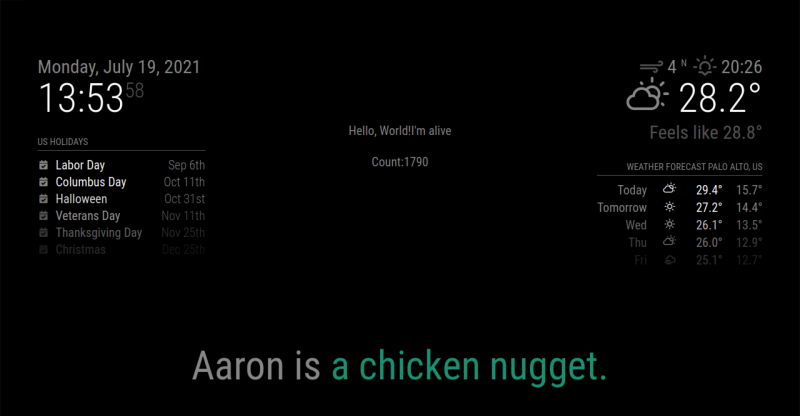 Monday, July 19, 2021
13:53 58
US HOLIDAYS
Labor Day Sep 6th
Columbus Day Oct 11th
Halloween Oct 31st
Veterans Day Nov 11th
Thanksgiving Day Nov 25th
Christmas Dec 25th
Hello, World!I'm alive
Count:1790
4 N 20:26
28.2°
Feels like 28.8°
WEATHER FORECAST PALO ALTO, US
Today 29.4° 15.7°
Tomorrow 27.2° 14.4°
Wed 26.1° 13.5°
Thu 26.0° 12.9°
Fri 25.1° 12.7°
Aaron is a chicken nugget.